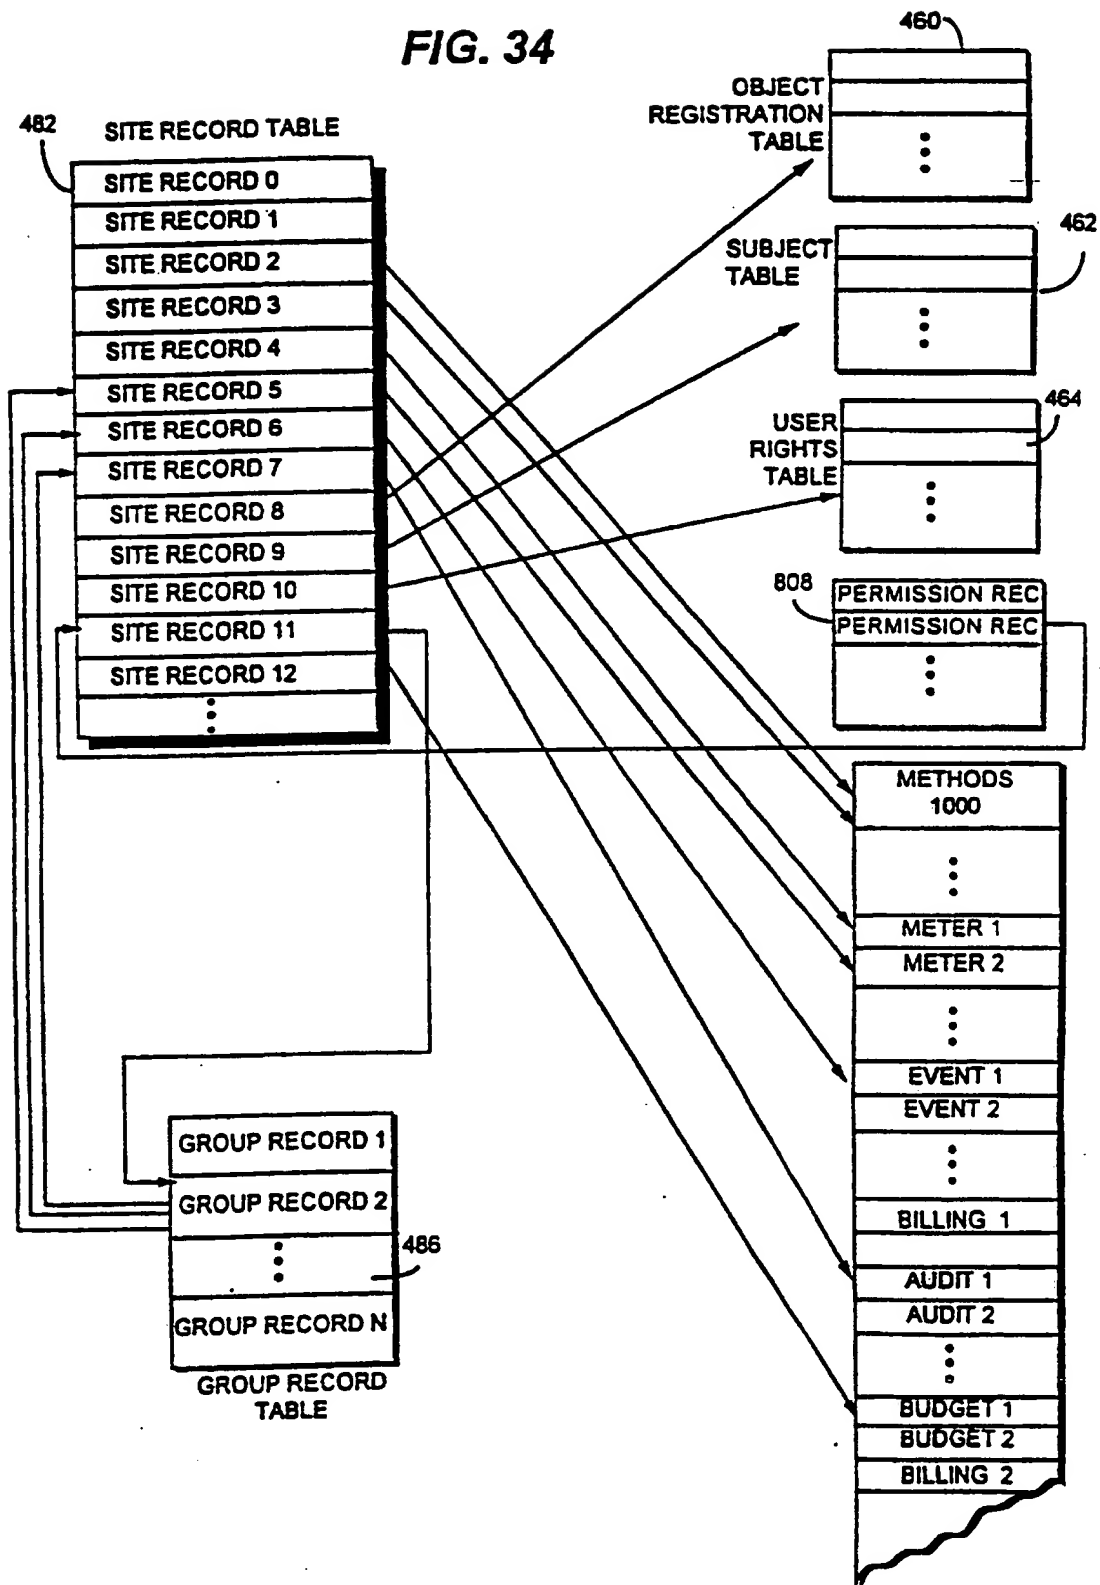 FIG. 34
460
OBJECT
REGISTRATION
TABLE
482
SITE RECORD TABLE
SITE RECORD 0
SITE RECORD 1
SITE RECORD 2
SITE RECORD 3
SITE RECORD 4
SITE RECORD 5
SITE RECORD 6
SITE RECORD 7
SITE RECORD 8
SITE RECORD 9
SITE RECORD 10
SITE RECORD 11
SITE RECORD 12
SUBJECT
TABLE
462
USER
RIGHTS
TABLE
464
808
PERMISSION REC
PERMISSION REC
METHODS
1000
METER 1
METER 2
EVENT 1
EVENT 2
BILLING 1
AUDIT 1
AUDIT 2
BUDGET 1
BUDGET 2
BILLING 2
GROUP RECORD 1
GROUP RECORD 2
486
GROUP RECORD N
GROUP RECORD
TABLE